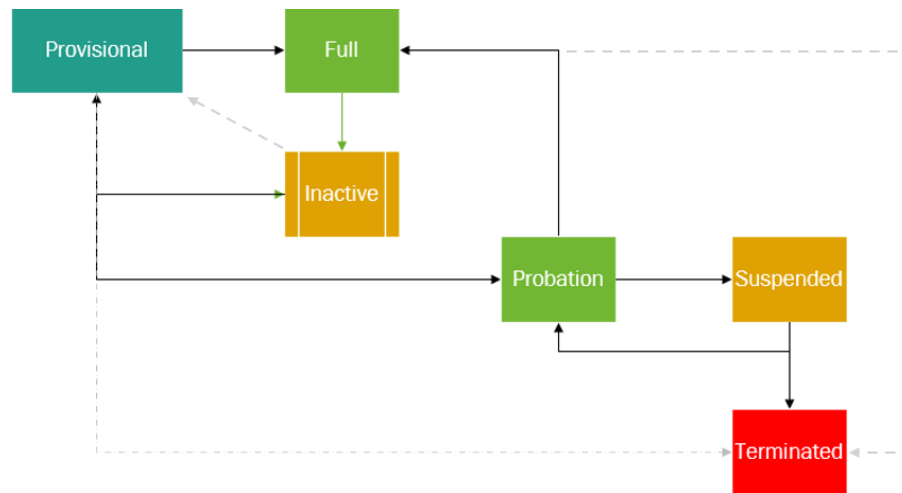 Provisional
Full
Inactive
Probation
Suspended
Terminated